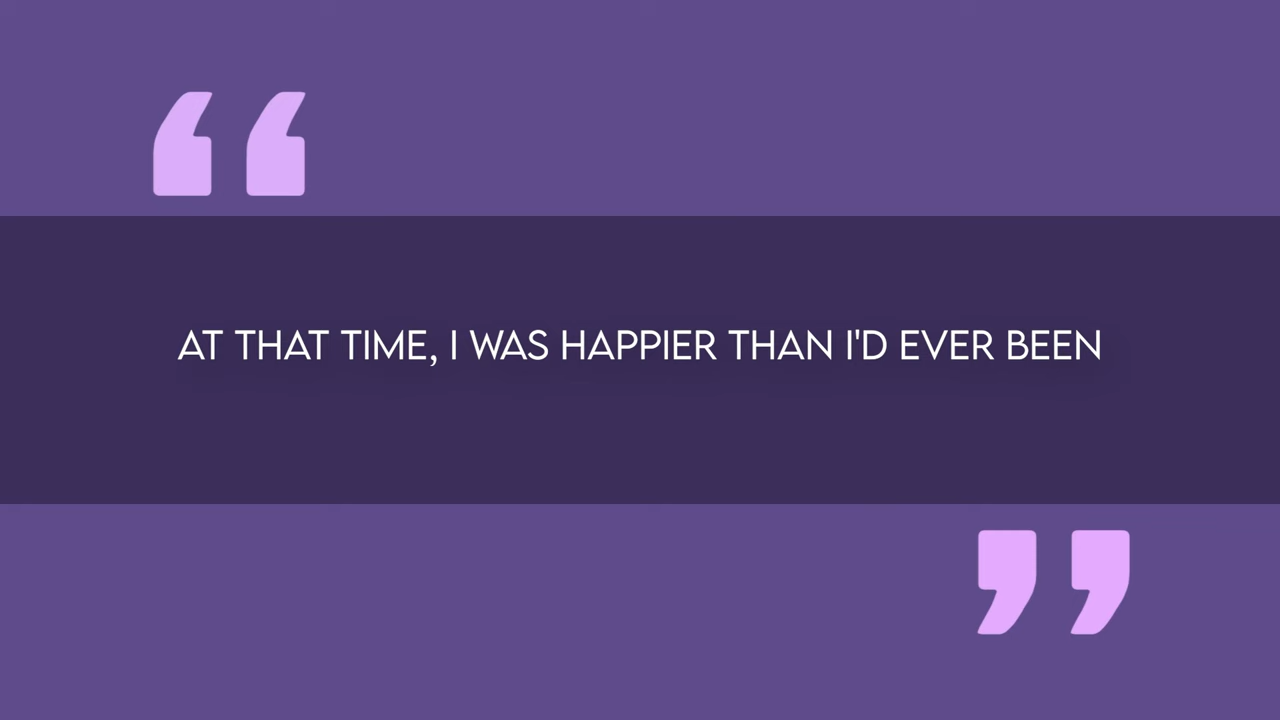 AT THAT TIME, I WAS HAPPIER THAN I'D EVER BEEN